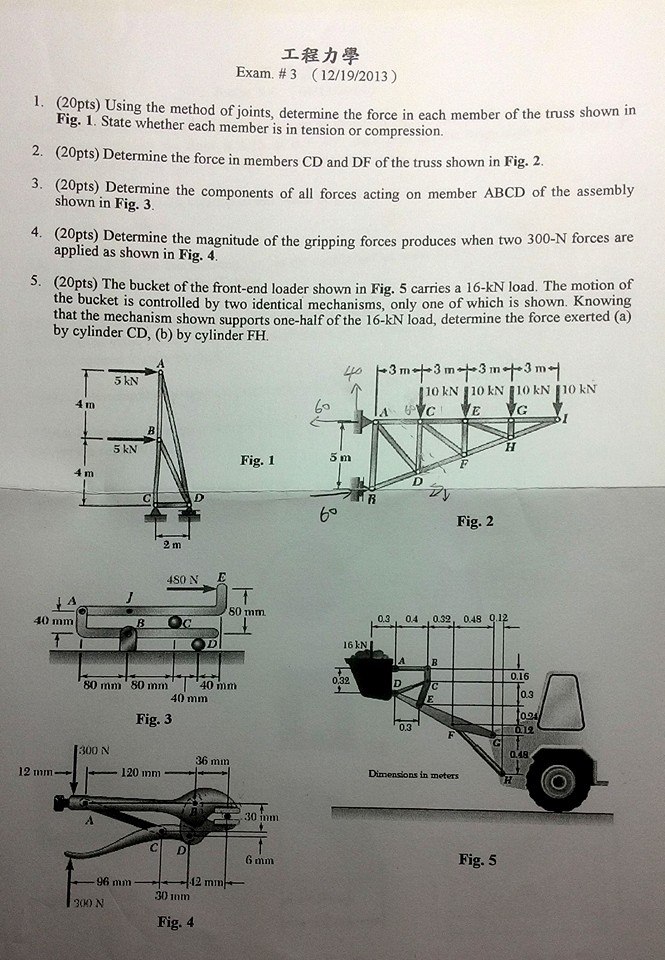 工程力學
Exam. # 3 （12/19/2013）
1. (20pts) Using the method of joints, determine the force in each member of the truss shown in
Fig. 1. State whether each member is in tension or compression.
2. (20pts) Determine the force in members CD and DF of the truss shown in Fig. 2.
3. (20pts) Determine the components of all forces acting on member ABCD of the assembly
shown in Fig. 3.
4. (20pts) Determine the magnitude of the gripping forces produces when two 300-N forces are
applied as shown in Fig. 4.
5. (20pts) The bucket of the front-end loader shown in Fig. 5 carries a 16-kN load. The motion of
the bucket is controlled by two identical mechanisms, only one of which is shown. Knowing
that the mechanism shown supports one-half of the 16-kN load, determine the force exerted (a)
by cylinder CD, (b) by cylinder FH.
A
5 kN
4 m
B
5 kN
4 m
C
D
2 m
Fig. 1
40
3 m 3 m 3 m 3 m
10 kN 10 kN 10 kN 10 kN
60
A C E G I
5 m
H
F
D
B
60
Fig. 2
480 N E
A J
40 mm
B C
80 mm
D
80 mm 80 mm 40 mm
40 mm
Fig. 3
0.3 0.4 0.32 0.48 0.12
16 kN
A B
0.16
0.32
D C
0.3
E
0.24
0.3
F
0.12
G
0.48
Dimensions in meters
H
Fig. 5
300 N
36 mm
12 mm 120 mm
B
A
30 mm
C D
6 mm
96 mm 42 mm
30 mm
300 N
Fig. 4